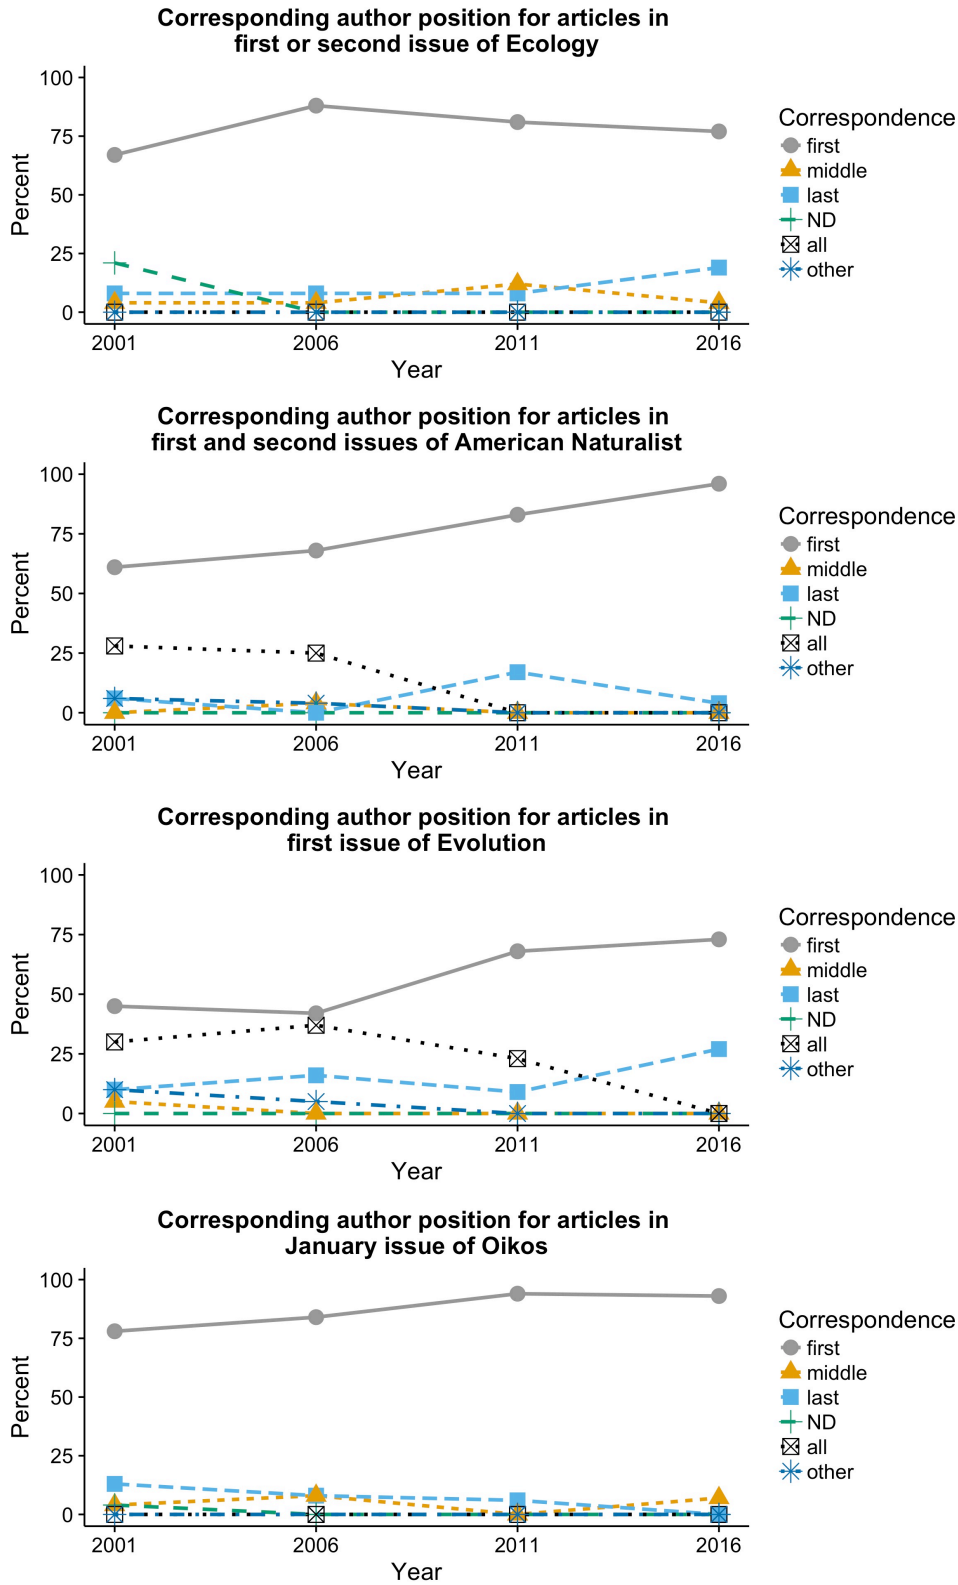 Corresponding author position for articles in
first or second issue of Ecology
100
75
50
25
0
Percent
2001 2006 2011 2016
Year
Correspondence
first
middle
last
ND
all
other
Corresponding author position for articles in
first and second issues of American Naturalist
100
75
50
25
0
Percent
2001 2006 2011 2016
Year
Correspondence
first
middle
last
ND
all
other
Corresponding author position for articles in
first issue of Evolution
100
75
50
25
0
Percent
2001 2006 2011 2016
Year
Correspondence
first
middle
last
ND
all
other
Corresponding author position for articles in
January issue of Oikos
100
75
50
25
0
Percent
2001 2006 2011 2016
Year
Correspondence
first
middle
last
ND
all
other